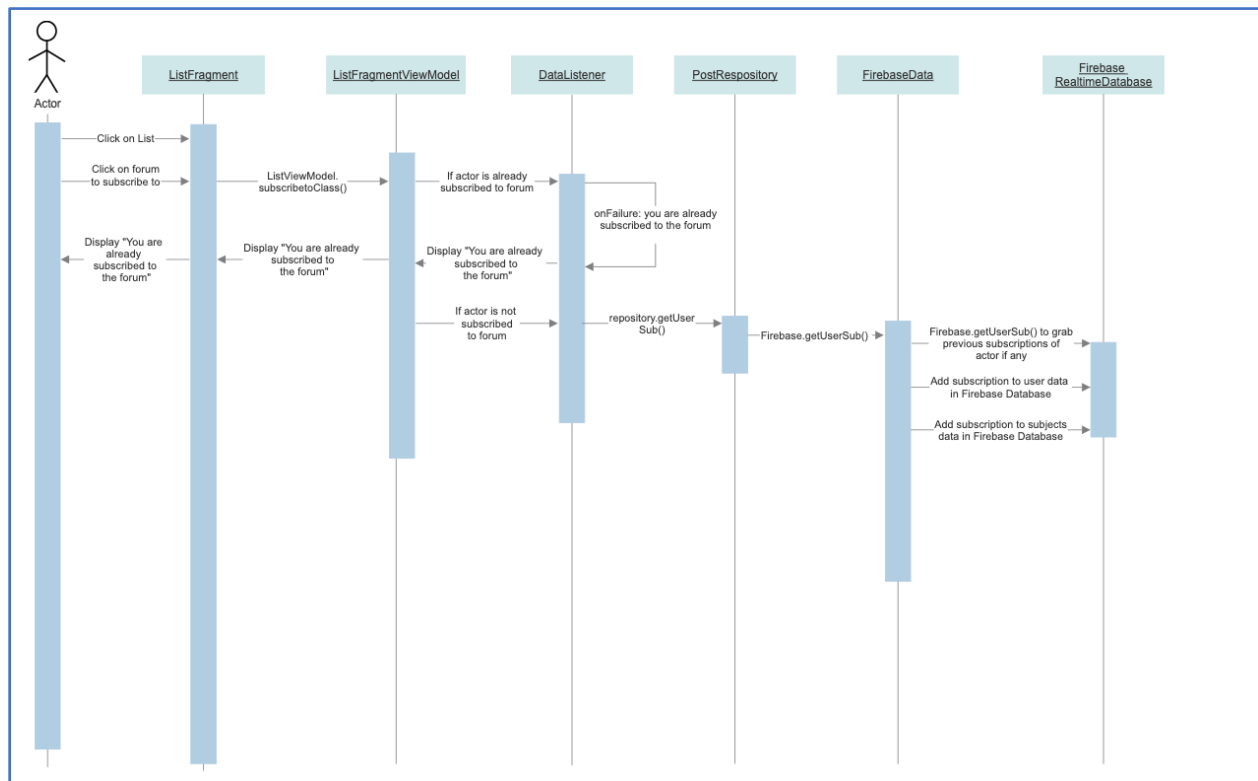 Actor
ListFragment
ListFragmentViewModel
DataListener
PostRespository
FirebaseData
Firebase
RealtimeDatabase
Click on List
Click on forum
to subscribe to
ListViewModel.
subscribetoClass()
If actor is already
subscribed to forum
onFailure: you are already
subscribed to the forum
Display "You are
already
subscribed to
the forum"
Display "You are already
subscribed to
the forum"
Display "You are already
subscribed to
the forum"
If actor is not
subscribed
to forum
repository.getUser
Sub()
Firebase.getUserSub()
Firebase.getUserSub() to grab
previous subscriptions of
actor if any
Add subscription to user data
in Firebase Database
Add subscription to subjects
data in Firebase Database